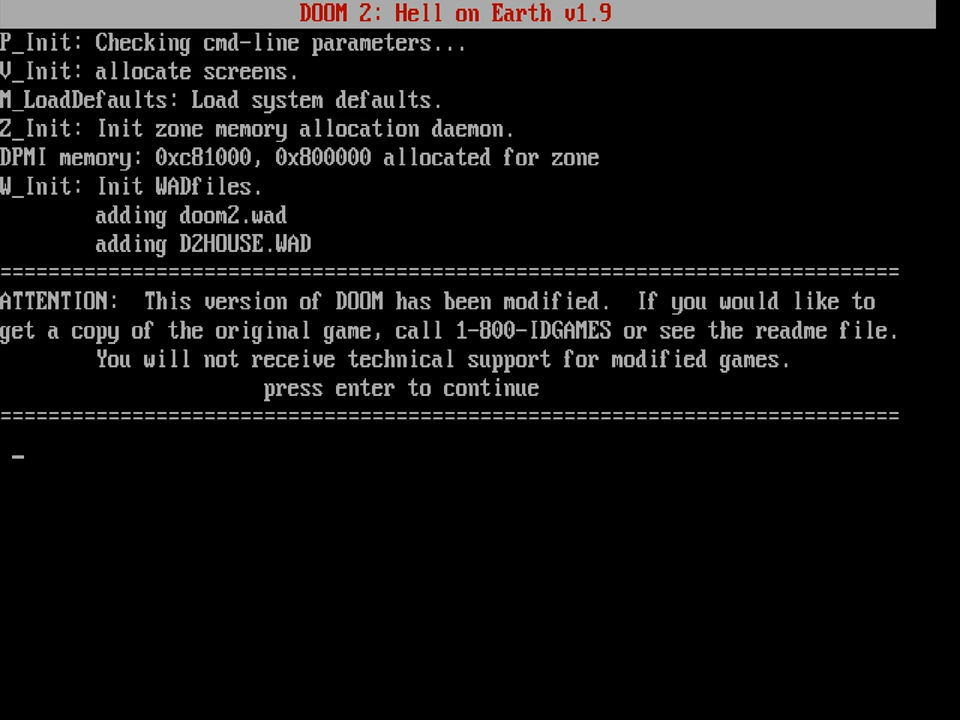 DOOM 2: Hell on Earth v1.9
P_Init: Checking cmd-line parameters...
V_Init: allocate screens.
M_LoadDefaults: Load system defaults.
Z_Init: Init zone memory allocation daemon.
DPMI memory: 0xc81000, 0x800000 allocated for zone
W_Init: Init WADfiles.
adding doom2.wad
adding D2HOUSE.WAD
===========================================================================
ATTENTION:  This version of DOOM has been modified.  If you would like to
get a copy of the original game, call 1-800-IDGAMES or see the readme file.
You will not receive technical support for modified games.
press enter to continue
===========================================================================
_